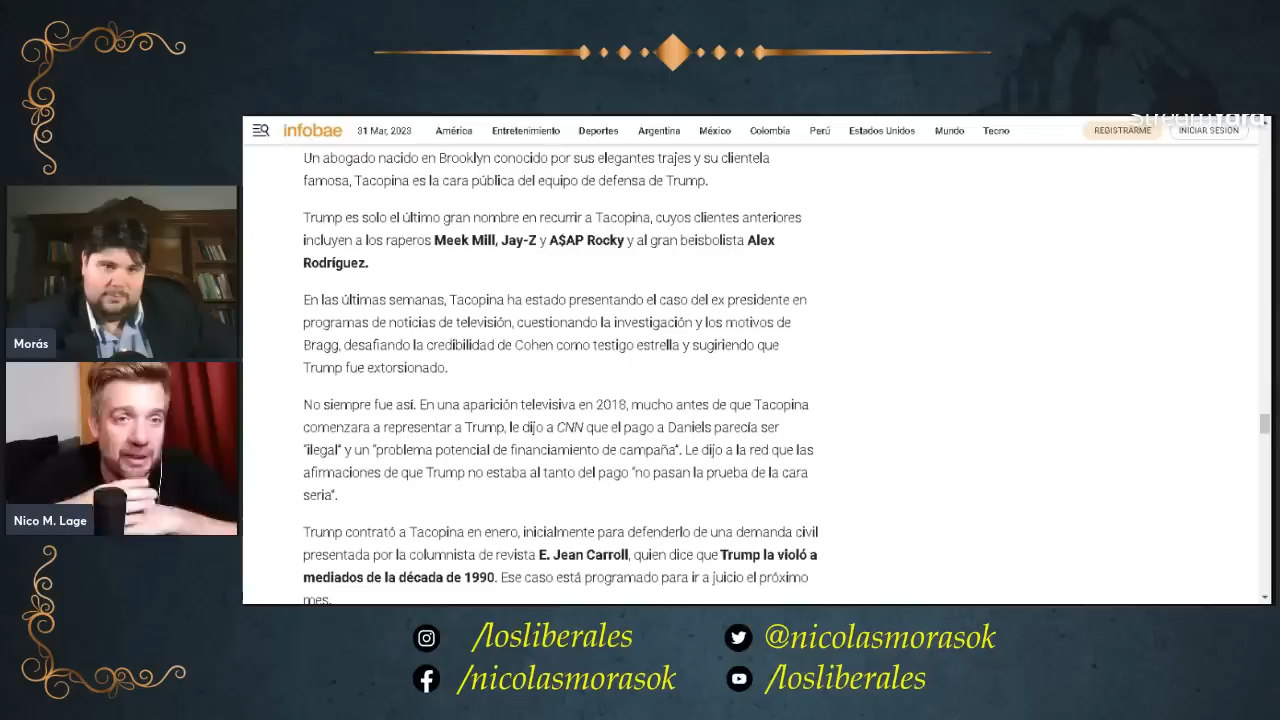 StreamYard
infobae
31 Mar, 2023
América
Entretenimiento
Deportes
Argentina
México
Colombia
Perú
Estados Unidos
Mundo
Tecno
REGISTRARME
INICIAR SESIÓN
Un abogado nacido en Brooklyn conocido por sus elegantes trajes y su clientela
famosa, Tacopina es la cara pública del equipo de defensa de Trump.
Trump es solo el último gran nombre en recurrir a Tacopina, cuyos clientes anteriores
incluyen a los raperos Meek Mill, Jay-Z y A$AP Rocky y al gran beisbolista Alex
Rodríguez.
En las últimas semanas, Tacopina ha estado presentando el caso del ex presidente en
programas de noticias de televisión, cuestionando la investigación y los motivos de
Bragg, desafiando la credibilidad de Cohen como testigo estrella y sugiriendo que
Trump fue extorsionado.
No siempre fue así. En una aparición televisiva en 2018, mucho antes de que Tacopina
comenzara a representar a Trump, le dijo a CNN que el pago a Daniels parecía ser
"ilegal" y un "problema potencial de financiamiento de campaña". Le dijo a la red que las
afirmaciones de que Trump no estaba al tanto del pago "no pasan la prueba de la cara
seria".
Trump contrató a Tacopina en enero, inicialmente para defenderlo de una demanda civil
presentada por la columnista de revista E. Jean Carroll, quien dice que Trump la violó a
mediados de la década de 1990. Ese caso está programado para ir a juicio el próximo
mes.
Morás
Nico M. Lage
/losliberales
@nicolasmorasok
/nicolasmorasok
/losliberales